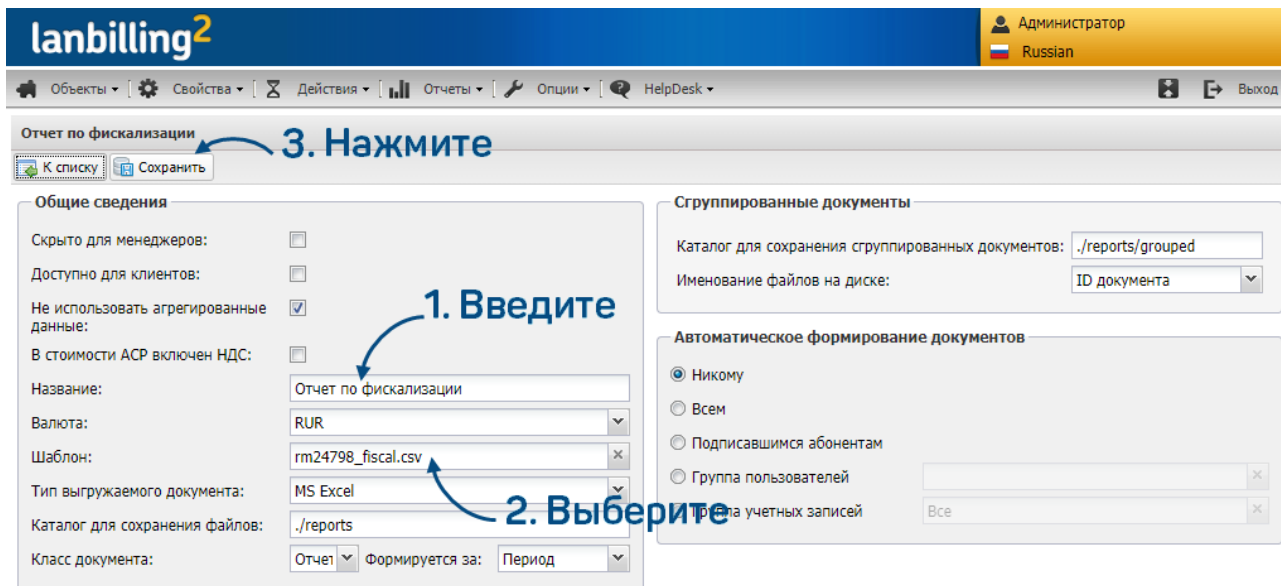 lanbilling2
Администратор
Russian
Объекты [ Свойства [ Действия [ Отчеты [ Опции [ HelpDesk
Выход
Отчет по фискализации
3. Нажмите
К списку Сохранить
Общие сведения
Скрыто для менеджеров:
Доступно для клиентов:
Не использовать агрегированные
данные:
1. Введите
В стоимости АСР включен НДС:
Название: Отчет по фискализации
Валюта: RUR
Шаблон: rm24798_fiscal.csv
Тип выгружаемого документа: MS Excel
2. Выберите
Каталог для сохранения файлов: ./reports
Класс документа: Отчет Формируется за: Период
Сгруппированные документы
Каталог для сохранения сгруппированных документов: ./reports/grouped
Именование файлов на диске: ID документа
Автоматическое формирование документов
Никому
Всем
Подписавшимся абонентам
Группа пользователей
Группа учетных записей Все